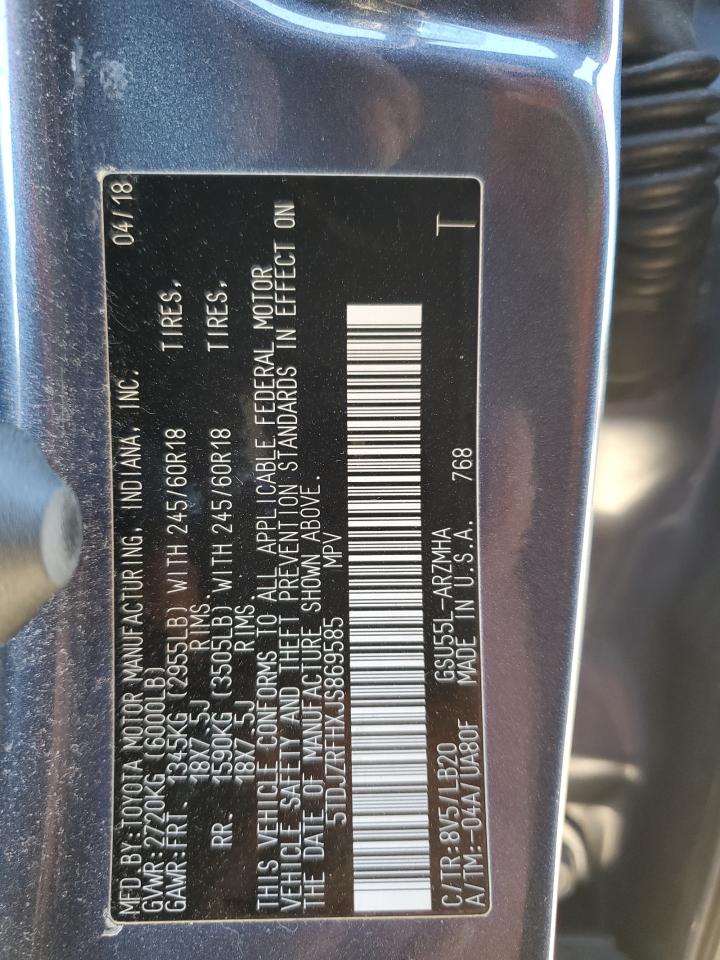 MFD.BY:TOYOTA MOTOR MANUFACTURING, INDIANA, INC. 04/18
GVWR:2720KG (6000LB)
GAWR:FRT. 1345KG (2955LB) WITH 245/60R18 TIRES,
18X7.5J RIMS
RR. 1590KG (3505LB) WITH 245/60R18 TIRES,
18X7.5J RIMS
THIS VEHICLE CONFORMS TO ALL APPLICABLE FEDERAL MOTOR
VEHICLE SAFETY AND THEFT PREVENTION STANDARDS IN EFFECT ON
THE DATE OF MANUFACTURE SHOWN ABOVE.
5TDJZRFHXJS869585 MPV
C/TR:8V5/LB20 GSU55L-ARZMHA T
A/TM:-04A/UA80F MADE IN U.S.A. 768